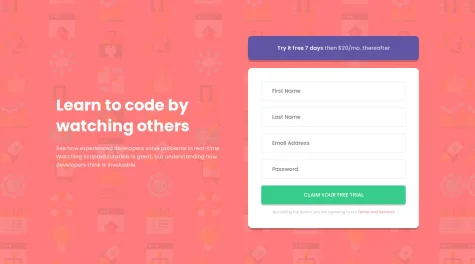 Learn to code by
watching others
See how experienced developers solve problems in real-time.
Watching scripted tutorials is great, but understanding how
developers think is invaluable.
Try it free 7 days then $20/mo. thereafter
First Name
Last Name
Email Address
Password
CLAIM YOUR FREE TRIAL
By clicking the button, you are agreeing to our Terms and Services